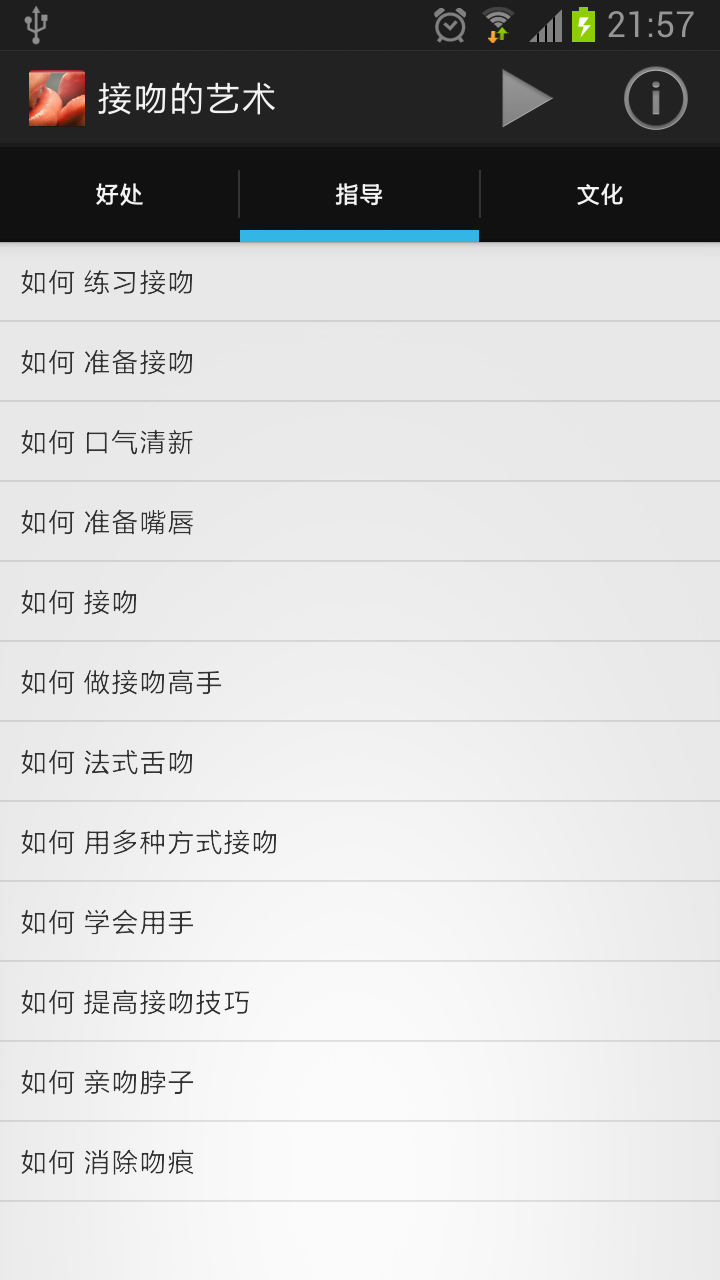 21:57
接吻的艺术
好处
指导
文化
如何 练习接吻
如何 准备接吻
如何 口气清新
如何 准备嘴唇
如何 接吻
如何 做接吻高手
如何 法式舌吻
如何 用多种方式接吻
如何 学会用手
如何 提高接吻技巧
如何 亲吻脖子
如何 消除吻痕